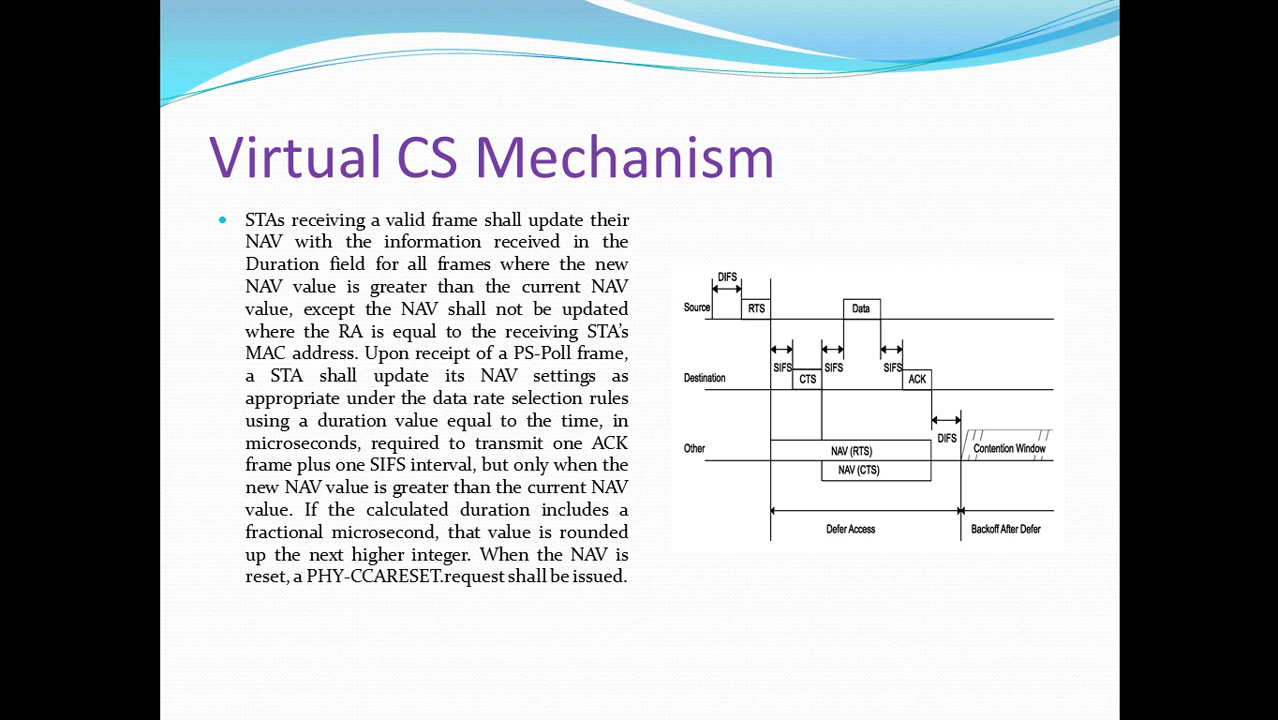 Virtual CS Mechanism
• STAs receiving a valid frame shall update their
NAV with the information received in the
Duration field for all frames where the new
NAV value is greater than the current NAV
value, except the NAV shall not be updated
where the RA is equal to the receiving STA’s
MAC address. Upon receipt of a PS-Poll frame,
a STA shall update its NAV settings as
appropriate under the data rate selection rules
using a duration value equal to the time, in
microseconds, required to transmit one ACK
frame plus one SIFS interval, but only when the
new NAV value is greater than the current NAV
value. If the calculated duration includes a
fractional microsecond, that value is rounded
up the next higher integer. When the NAV is
reset, a PHY-CCARESET.request shall be issued.
DIFS
Source RTS Data
SIFS SIFS SIFS
Destination CTS ACK
DIFS
Other NAV (RTS) Contention Window
NAV (CTS)
Defer Access Backoff After Defer